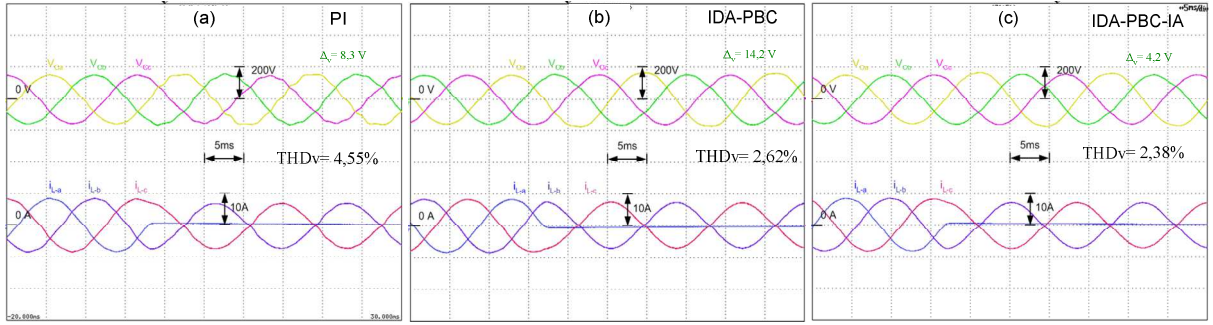 (a)
PI
Δv= 8,3 V
VCa VCb VCc
200V
0 V
5ms
THDv= 4,55%
iL-a iL-b iL-c
0 A
10A
-20.000ms
30.000ms
(b)
IDA-PBC
Δv= 14,2 V
VCa VCb VCc
200V
0 V
5ms
THDv= 2,62%
iL-a iL-b iL-c
0 A
10A
(c)
IDA-PBC-IA
Δv= 4.2 V
VCa VCb VCc
200V
0 V
5ms
THDv= 2,38%
iL-a iL-b iL-c
0 A
10A